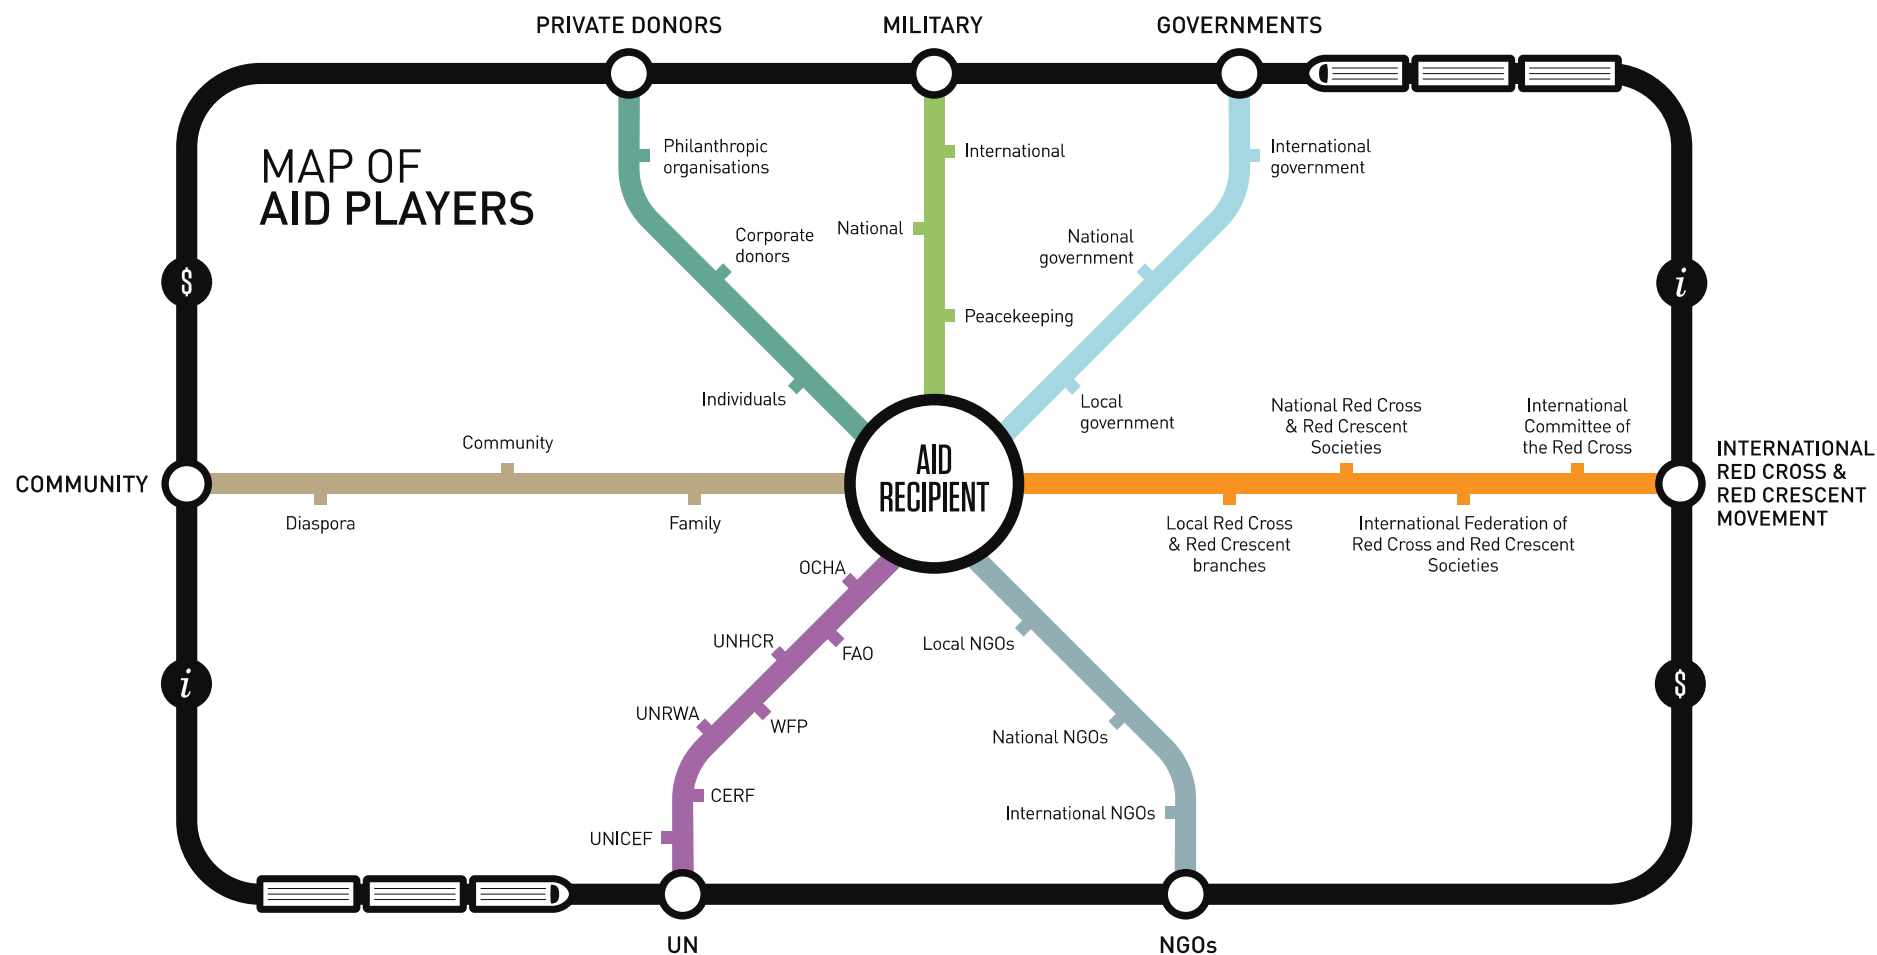 PRIVATE DONORS
MILITARY
GOVERNMENTS
MAP OF
AID PLAYERS
Philanthropic
organisations
Corporate
donors
Individuals
International
National
Peacekeeping
International
government
National
government
Local
government
$
i
COMMUNITY
Community
Diaspora
Family
AID
RECIPIENT
National Red Cross
& Red Crescent
Societies
International
Committee of
the Red Cross
Local Red Cross
& Red Crescent
branches
International Federation of
Red Cross and Red Crescent
Societies
INTERNATIONAL
RED CROSS &
RED CRESCENT
MOVEMENT
OCHA
UNHCR
FAO
UNRWA
WFP
CERF
UNICEF
Local NGOs
National NGOs
International NGOs
i
$
UN
NGOs